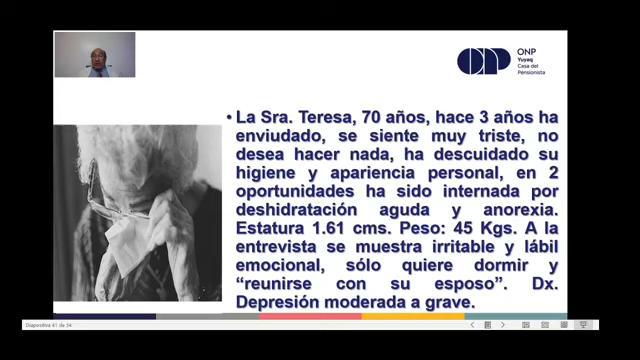 ONP
Yuyaq
Casa del
Pensionista
• La Sra. Teresa, 70 años, hace 3 años ha
enviudado, se siente muy triste, no
desea hacer nada, ha descuidado su
higiene y apariencia personal, en 2
oportunidades ha sido internada por
deshidratación aguda y anorexia.
Estatura 1.61 cms. Peso: 45 Kgs. A la
entrevista se muestra irritable y lábil
emocional, sólo quiere dormir y
“reunirse con su esposo”. Dx.
Depresión moderada a grave.
Diapositiva 41 de 54